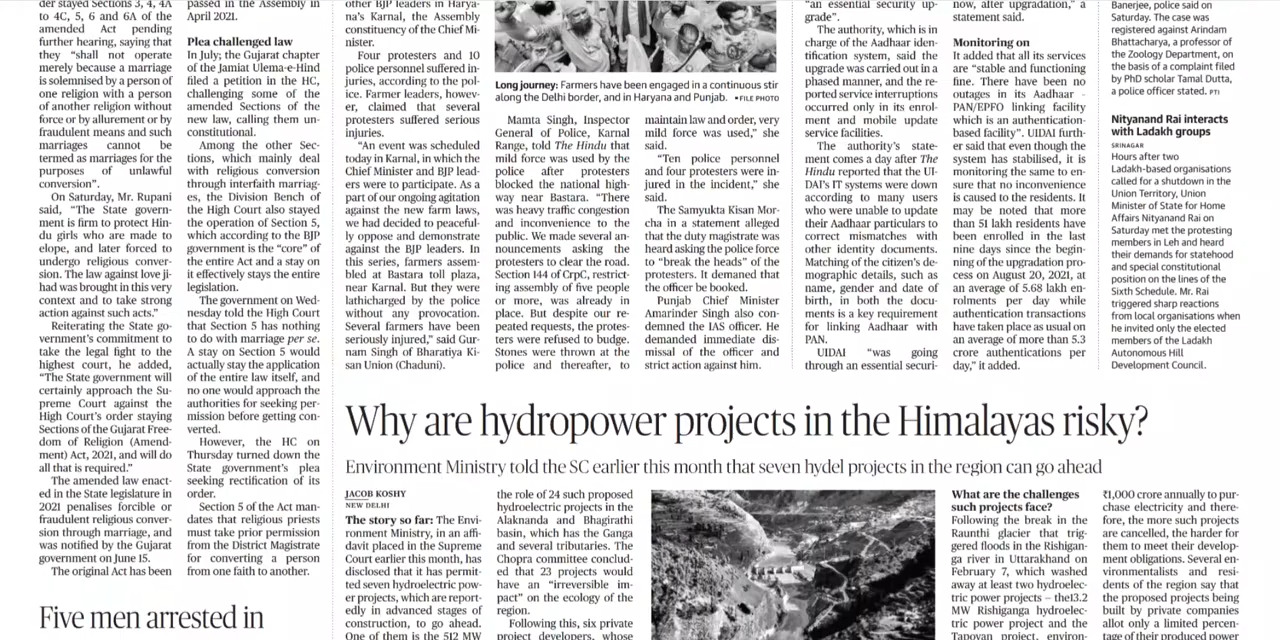 der stayed Sections 3, 4, 4A
to 4C, 5, 6 and 6A of the
amended Act pending
further hearing, saying that
they “shall not operate
merely because a marriage
is solemnised by a person of
one religion with a person
of another religion without
force or by allurement or by
fraudulent means and such
marriages cannot be
termed as marriages for the
purposes of unlawful
conversion”.
On Saturday, Mr. Rupani
said, “The State govern-
ment is firm to protect Hin-
du girls who are made to
elope, and later forced to
undergo religious conver-
sion. The law against love ji-
had was brought in this very
context and to take strong
action against such acts.”
Reiterating the State go-
vernment’s commitment to
take the legal fight to the
highest court, he added,
“The State government will
certainly approach the Su-
preme Court against the
High Court’s order staying
Sections of the Gujarat Free-
dom of Religion (Amend-
ment) Act, 2021, and will do
all that is required.”
The amended law enact-
ed in the State legislature in
2021 penalises forcible or
fraudulent religious conver-
sion through marriage, and
was notified by the Gujarat
government on June 15.
The original Act has been
passed in the Assembly in
April 2021.
Plea challenged law
In July; the Gujarat chapter
of the Jamiat Ulema-e-Hind
filed a petition in the HC,
challenging some of the
amended Sections of the
new law, calling them un-
constitutional.
Among the other Sec-
tions, which mainly deal
with religious conversion
through interfaith marriag-
es, the Division Bench of
the High Court also stayed
the operation of Section 5,
which according to the BJP
government is the “core” of
the entire Act and a stay on
it effectively stays the entire
legislation.
The government on Wed-
nesday told the High Court
that Section 5 has nothing
to do with marriage per se.
A stay on Section 5 would
actually stay the application
of the entire law itself, and
no one would approach the
authorities for seeking per-
mission before getting con-
verted.
However, the HC on
Thursday turned down the
State government’s plea
seeking rectification of its
order.
Section 5 of the Act man-
dates that religious priests
must take prior permission
from the District Magistrate
for converting a person
from one faith to another.
Five men arrested in
other BJP leaders in Harya-
na’s Karnal, the Assembly
constituency of the Chief Mi-
nister.
Four protesters and 10
police personnel suffered in-
juries, according to the pol-
ice. Farmer leaders, howev-
er, claimed that several
protesters suffered serious
injuries.
“An event was scheduled
today in Karnal, in which the
Chief Minister and BJP lead-
ers were to participate. As a
part of our ongoing agitation
against the new farm laws,
we had decided to peaceful-
ly oppose and demonstrate
against the BJP leaders. In
this series, farmers assem-
bled at Bastara toll plaza,
near Karnal. But they were
lathicharged by the police
without any provocation.
Several farmers have been
seriously injured,” said Gur-
nam Singh of Bharatiya Ki-
san Union (Chaduni).
Long journey: Farmers have been engaged in a continuous stir
along the Delhi border, and in Haryana and Punjab. •FILE PHOTO
Mamta Singh, Inspector
General of Police, Karnal
Range, told The Hindu that
mild force was used by the
police after protesters
blocked the national high-
way near Bastara. “There
was heavy traffic congestion
and inconvenience to the
public. We made several an-
nouncements asking the
protesters to clear the road.
Section 144 of CrpC, restrict-
ing assembly of five people
or more, was already in
place. But despite our re-
peated requests, the protes-
ters were refused to budge.
Stones were thrown at the
police and thereafter, to
maintain law and order, very
mild force was used,” she
said.
“Ten police personnel
and four protesters were in-
jured in the incident,” she
said.
The Samyukta Kisan Mor-
cha in a statement alleged
that the duty magistrate was
heard asking the police force
to “break the heads” of the
protesters. It demanded that
the officer be booked.
Punjab Chief Minister
Amarinder Singh also con-
demned the IAS officer. He
demanded immediate dis-
missal of the officer and
strict action against him.
“an essential security up-
grade”.
The authority, which is in
charge of the Aadhaar iden-
tification system, said the
upgrade was carried out in a
phased manner, and the re-
ported service interruptions
occurred only in its enrol-
ment and mobile update
service facilities.
The authority’s state-
ment comes a day after The
Hindu reported that the UI-
DAI’s IT systems were down
according to many users
who were unable to update
their Aadhaar particulars to
correct mismatches with
other identity documents.
Matching of the citizen’s de-
mographic details, such as
name, gender and date of
birth, in both the docu-
ments is a key requirement
for linking Aadhaar with
PAN.
UIDAI “was going
through an essential securi-
now, after upgradation,” a
statement said.
Monitoring on
It added that all its services
are “stable and functioning
fine. There have been no
outages in its Aadhaar -
PAN/EPFO linking facility
which is an authentication-
based facility”. UIDAI furth-
er said that even though the
system has stabilised, it is
monitoring the same to en-
sure that no inconvenience
is caused to the residents. It
may be noted that more
than 51 lakh residents have
been enrolled in the last
nine days since the begin-
ning of the upgradation pro-
cess on August 20, 2021, at
an average of 5.68 lakh en-
rolments per day while
authentication transactions
have taken place as usual on
an average of more than 5.3
crore authentications per
day,” it added.
Banerjee, police said on
Saturday. The case was
registered against Arindam
Bhattacharya, a professor of
the Zoology Department, on
the basis of a complaint filed
by PhD scholar Tamal Dutta,
a police officer stated. PTI
Nityanand Rai interacts
with Ladakh groups
SRINAGAR
Hours after two
Ladakh-based organisations
called for a shutdown in the
Union Territory, Union
Minister of State for Home
Affairs Nityanand Rai on
Saturday met the protesting
members in Leh and heard
their demands for statehood
and special constitutional
position on the lines of the
Sixth Schedule. Mr. Rai
triggered sharp reactions
from local organisations when
he invited only the elected
members of the Ladakh
Autonomous Hill
Development Council.
Why are hydropower projects in the Himalayas risky?
Environment Ministry told the SC earlier this month that seven hydel projects in the region can go ahead
JACOB KOSHY
NEW DELHI
The story so far: The Envi-
ronment Ministry, in an affi-
davit placed in the Supreme
Court earlier this month, has
disclosed that it has permit-
ted seven hydroelectric pow-
er projects, which are report-
edly in advanced stages of
construction, to go ahead.
One of them is the 512 MW
the role of 24 such proposed
hydroelectric projects in the
Alaknanda and Bhagirathi
basin, which has the Ganga
and several tributaries. The
Chopra committee conclud-
ed that 23 projects would
have an “irreversible im-
pact” on the ecology of the
region.
Following this, six private
project developers, whose
What are the challenges
such projects face?
Following the break in the
Raunthi glacier that trig-
gered floods in the Rishigan-
ga river in Uttarakhand on
February 7, which washed
away at least two hydroelec-
tric power projects – the13.2
MW Rishiganga hydroelec-
tric power project and the
Tapovan project, environ-
₹1,000 crore annually to pur-
chase electricity and there-
fore, the more such projects
are cancelled, the harder for
them to meet their develop-
ment obligations. Several en-
vironmentalists and resi-
dents of the region say that
the proposed projects being
built by private companies
allot only a limited percen-
tage of their produced power